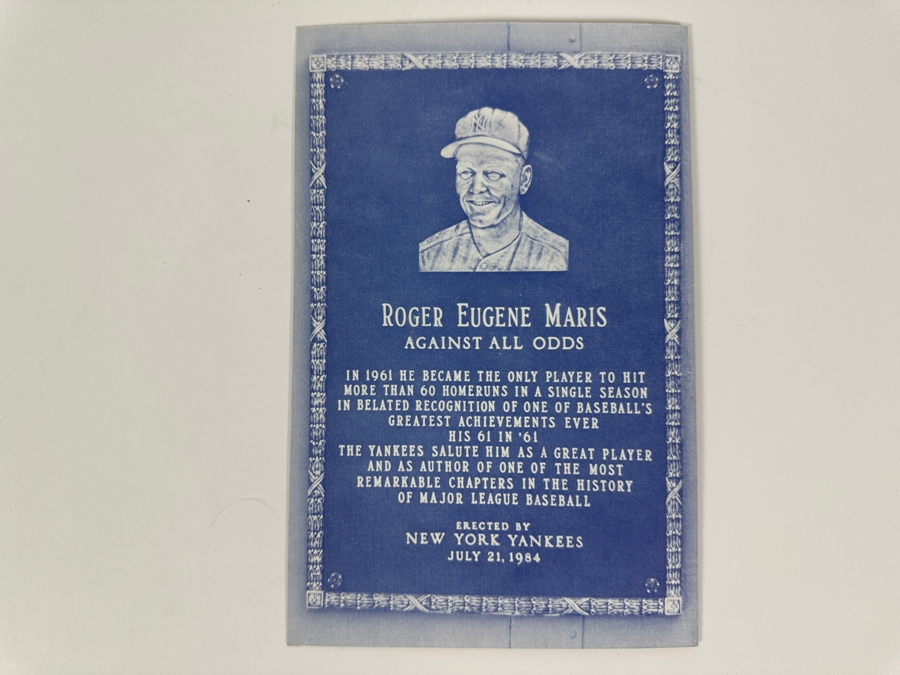 NY
ROGER EUGENE MARIS
AGAINST ALL ODDS
IN 1961 HE BECAME THE ONLY PLAYER TO HIT
MORE THAN 60 HOMERUNS IN A SINGLE SEASON
IN BELATED RECOGNITION OF ONE OF BASEBALL'S
GREATEST ACHIEVEMENTS EVER
HIS 61 IN '61
THE YANKEES SALUTE HIM AS A GREAT PLAYER
AND AS AUTHOR OF ONE OF THE MOST
REMARKABLE CHAPTERS IN THE HISTORY
OF MAJOR LEAGUE BASEBALL
ERECTED BY
NEW YORK YANKEES
JULY 21, 1984